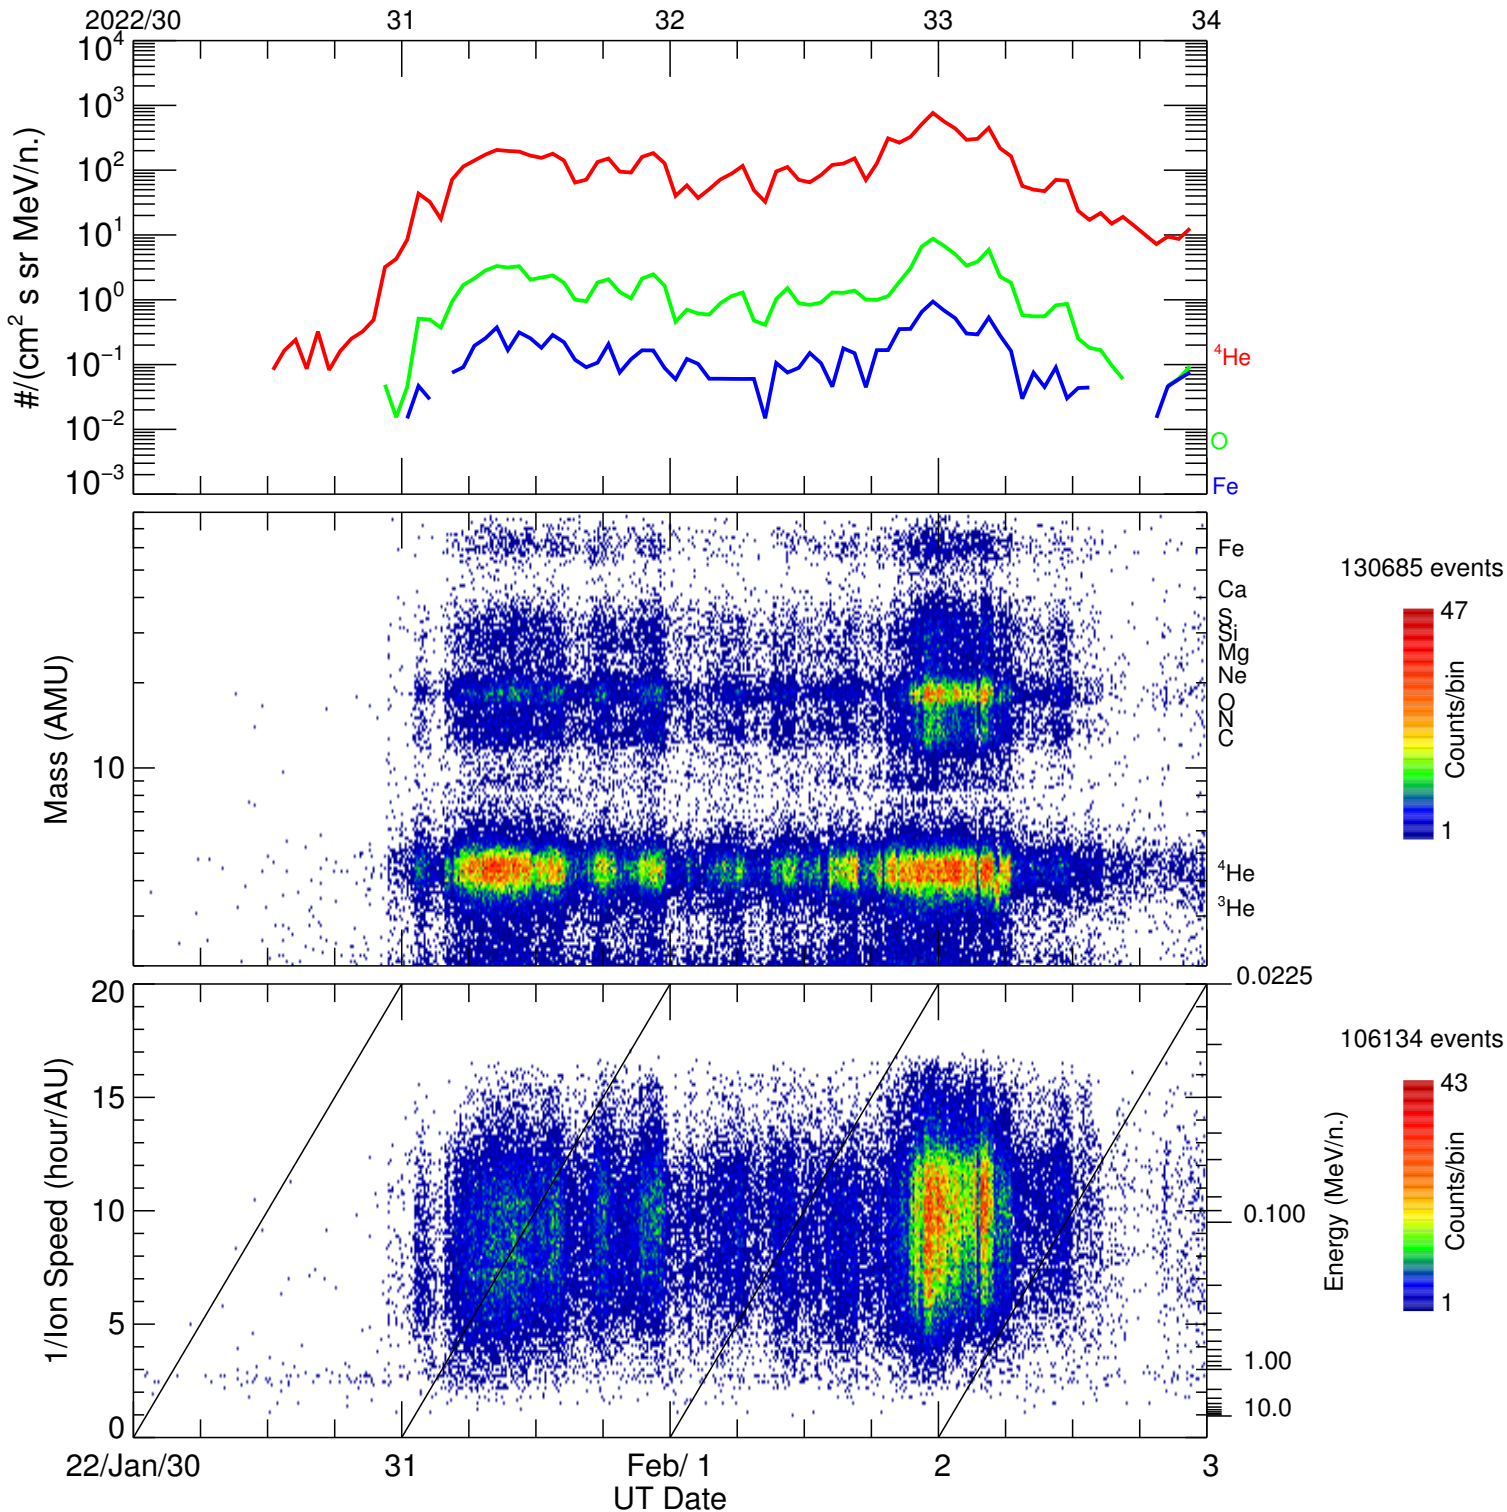 2022/30 31 32 33 34
10^4
10^3
10^2
10^1
10^0
10^−1
10^−2
10^−3
#/(cm^2 s sr MeV/n.)
^4He
O
Fe
Mass (AMU)
10
Fe
Ca
S
Si
Mg
Ne
O
N
C
^4He
^3He
130685 events
47
Counts/bin
1
1/Ion Speed (hour/AU)
20
15
10
5
0
0.0225
0.100
1.00
10.0
Energy (MeV/n.)
106134 events
43
Counts/bin
1
22/Jan/30 31 Feb/ 1 2 3
UT Date